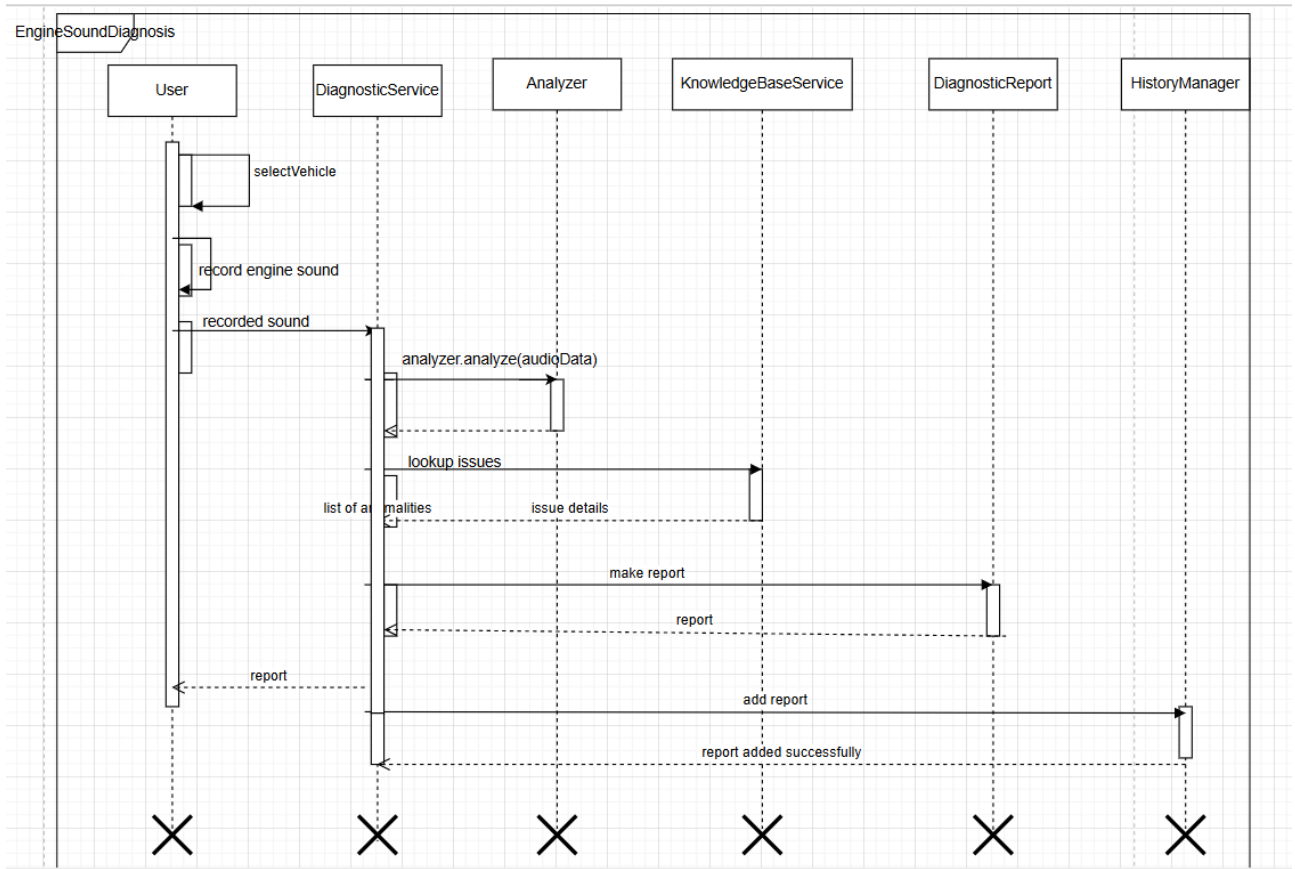 EngineSoundDiagnosis
User
DiagnosticService
Analyzer
KnowledgeBaseService
DiagnosticReport
HistoryManager
selectVehicle
record engine sound
recorded sound
analyzer.analyze(audioData)
lookup issues
list of anomalities
issue details
make report
report
report
add report
report added successfully